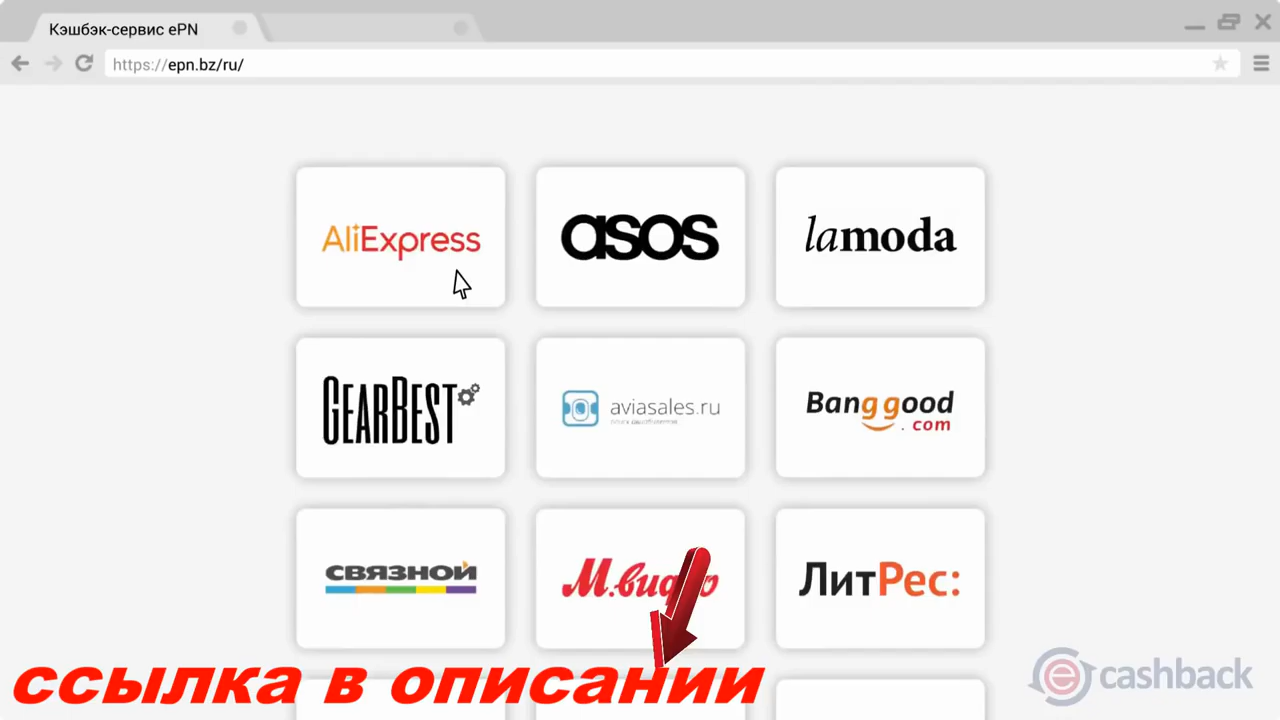 Кэшбэк-сервис ePN
https://epn.bz/ru/
AliExpress
asos
lamoda
GEARBEST
aviasales.ru
Banggood
.com
СВЯЗНОЙ
М.видео
ЛитРес:
ссылка в описании
e cashback